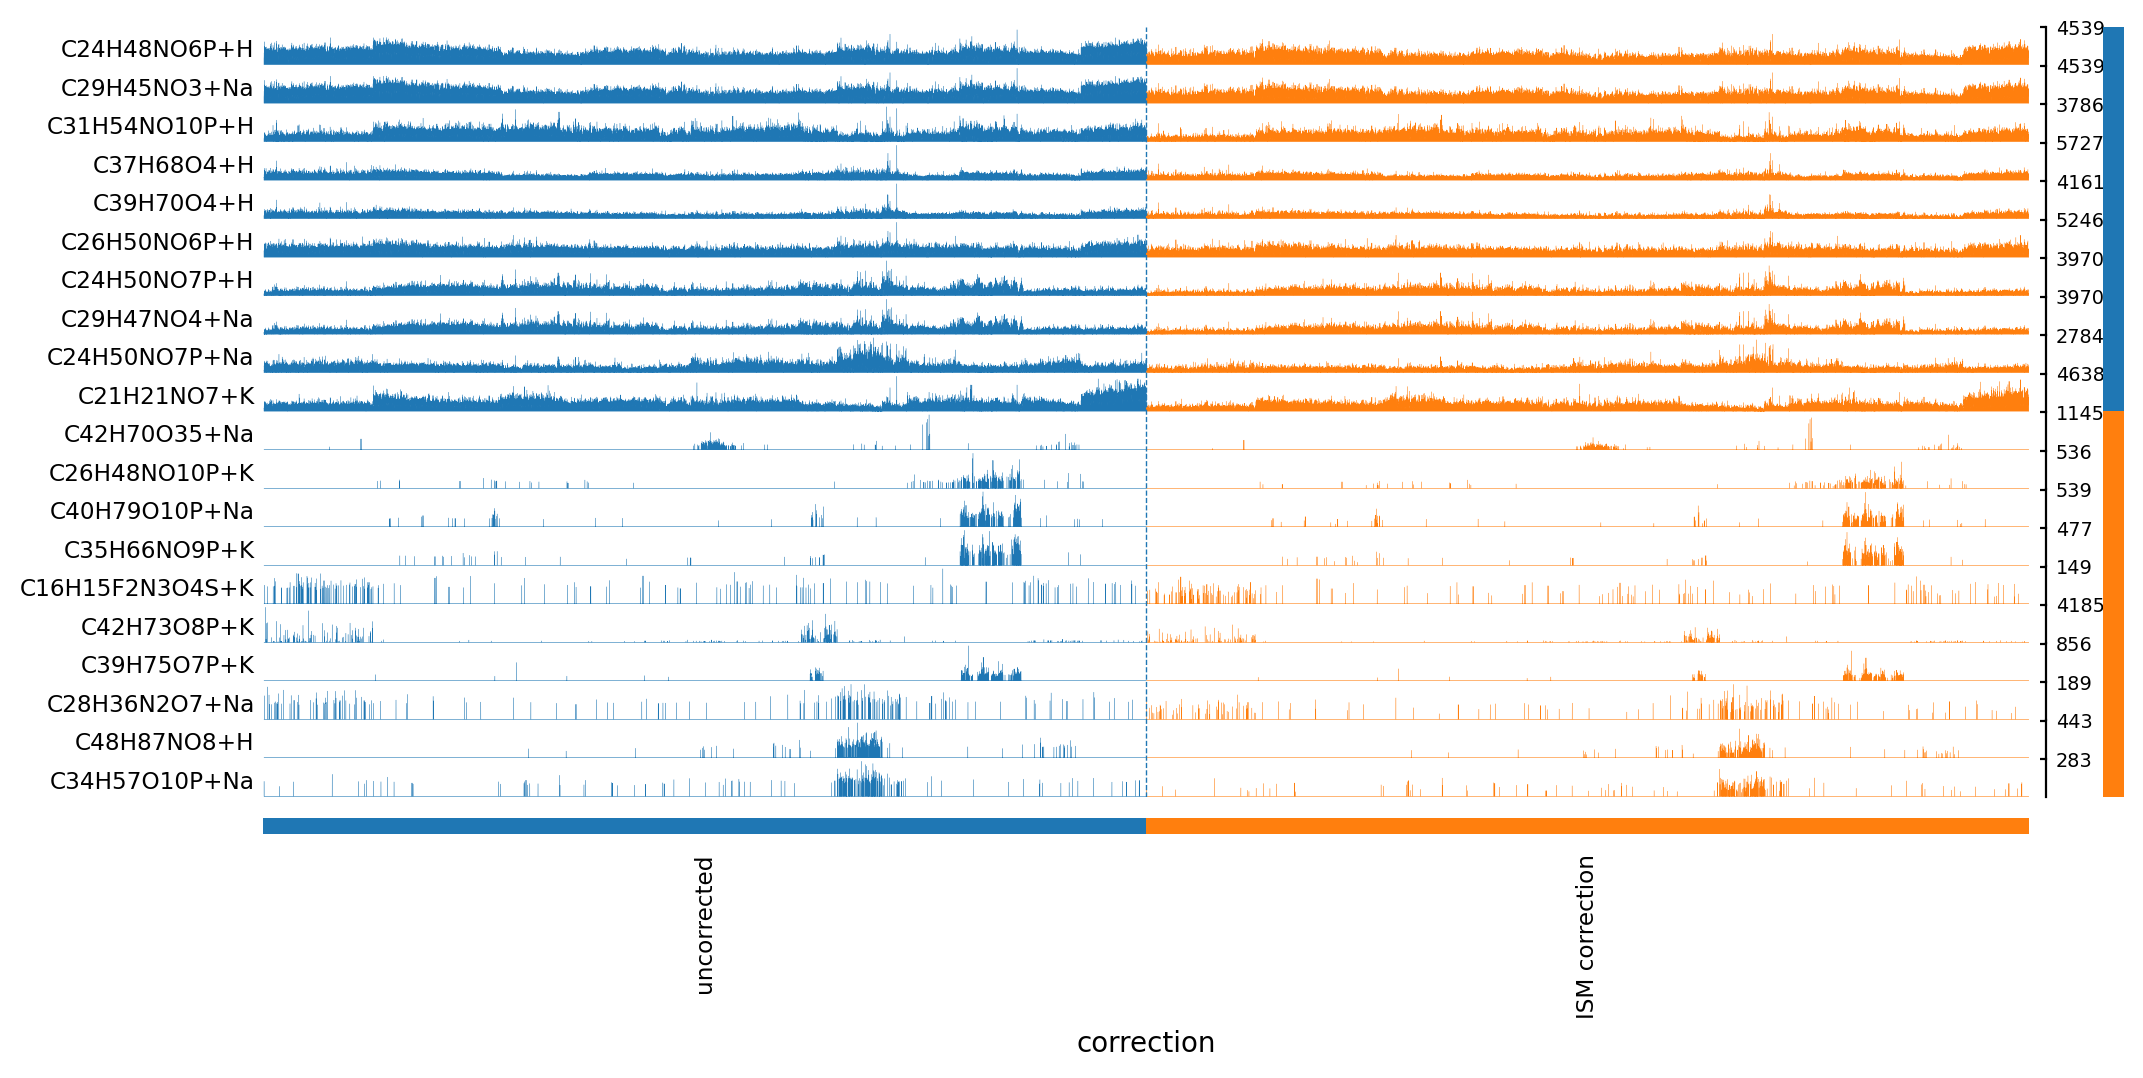 C24H48NO6P+H 4539
C29H45NO3+Na 4539
C31H54NO10P+H 3786
C37H68O4+H 5727
C39H70O4+H 4161
C26H50NO6P+H 5246
C24H50NO7P+H 3970
C29H47NO4+Na 3970
C24H50NO7P+Na 2784
C21H21NO7+K 4638
C42H70O35+Na 1145
C26H48NO10P+K 536
C40H79O10P+Na 539
C35H66NO9P+K 477
C16H15F2N3O4S+K 149
C42H73O8P+K 4185
C39H75O7P+K 856
C28H36N2O7+Na 189
C48H87NO8+H 443
C34H57O10P+Na 283
uncorrected
ISM correction
correction